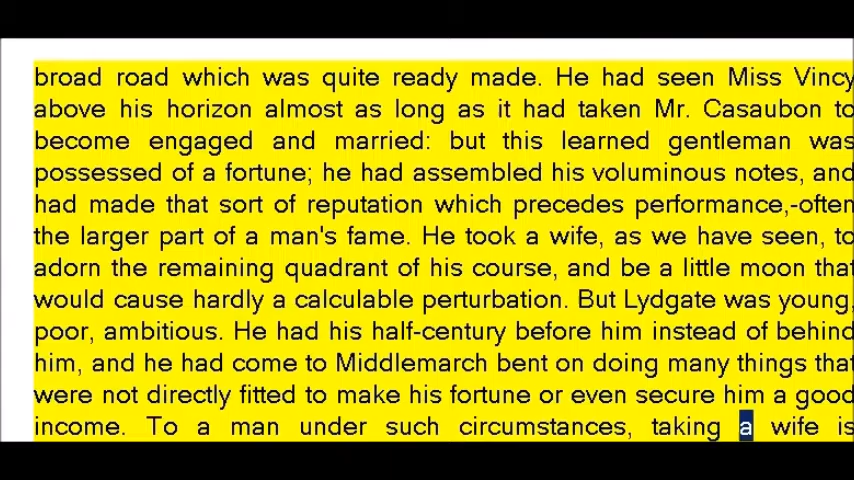 broad road which was quite ready made. He had seen Miss Vincy
above his horizon almost as long as it had taken Mr. Casaubon to
become engaged and married: but this learned gentleman was
possessed of a fortune; he had assembled his voluminous notes, and
had made that sort of reputation which precedes performance,-often
the larger part of a man's fame. He took a wife, as we have seen, to
adorn the remaining quadrant of his course, and be a little moon that
would cause hardly a calculable perturbation. But Lydgate was young,
poor, ambitious. He had his half-century before him instead of behind
him, and he had come to Middlemarch bent on doing many things that
were not directly fitted to make his fortune or even secure him a good
income. To a man under such circumstances, taking a wife is